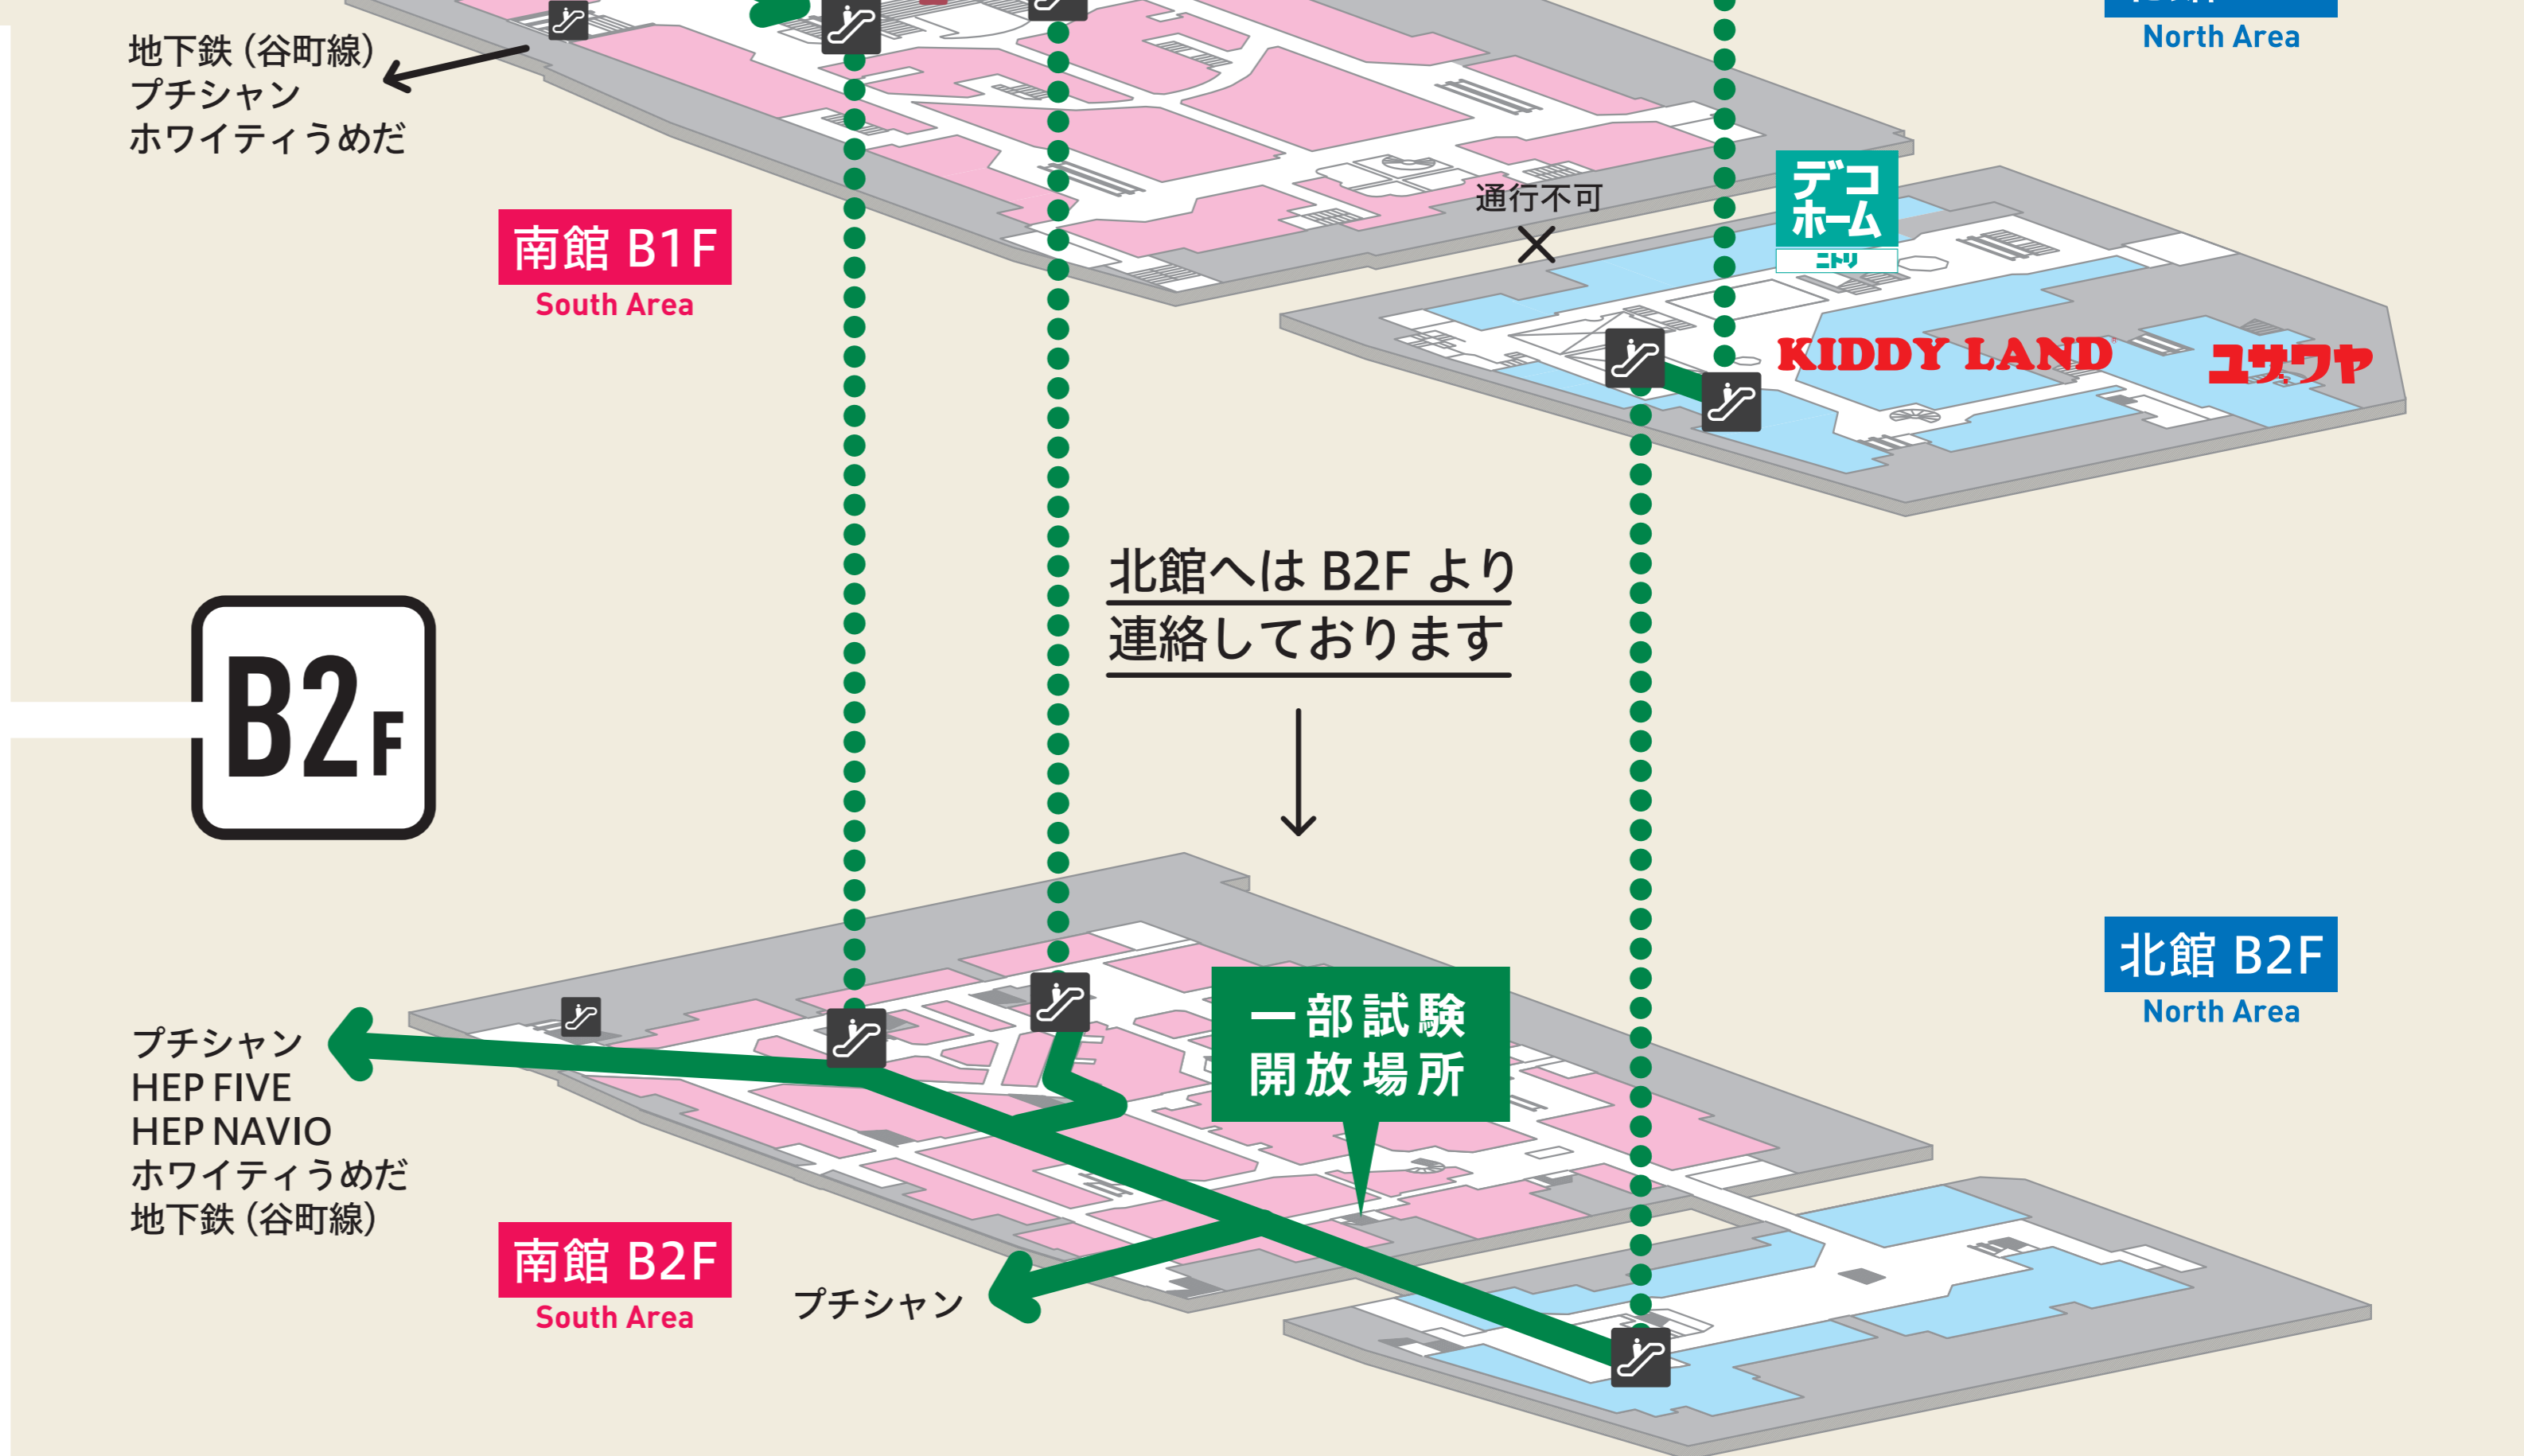 North Area
地下鉄（谷町線）
プチシャン
ホワイティうめだ
南館 B1F
South Area
通行不可
デコ
ホーム
ニトリ
KIDDY LAND
ユザワヤ
北館へは B2F より
連絡しております
B2F
一部試験
開放場所
北館 B2F
North Area
プチシャン
HEP FIVE
HEP NAVIO
ホワイティうめだ
地下鉄（谷町線）
南館 B2F
South Area
プチシャン